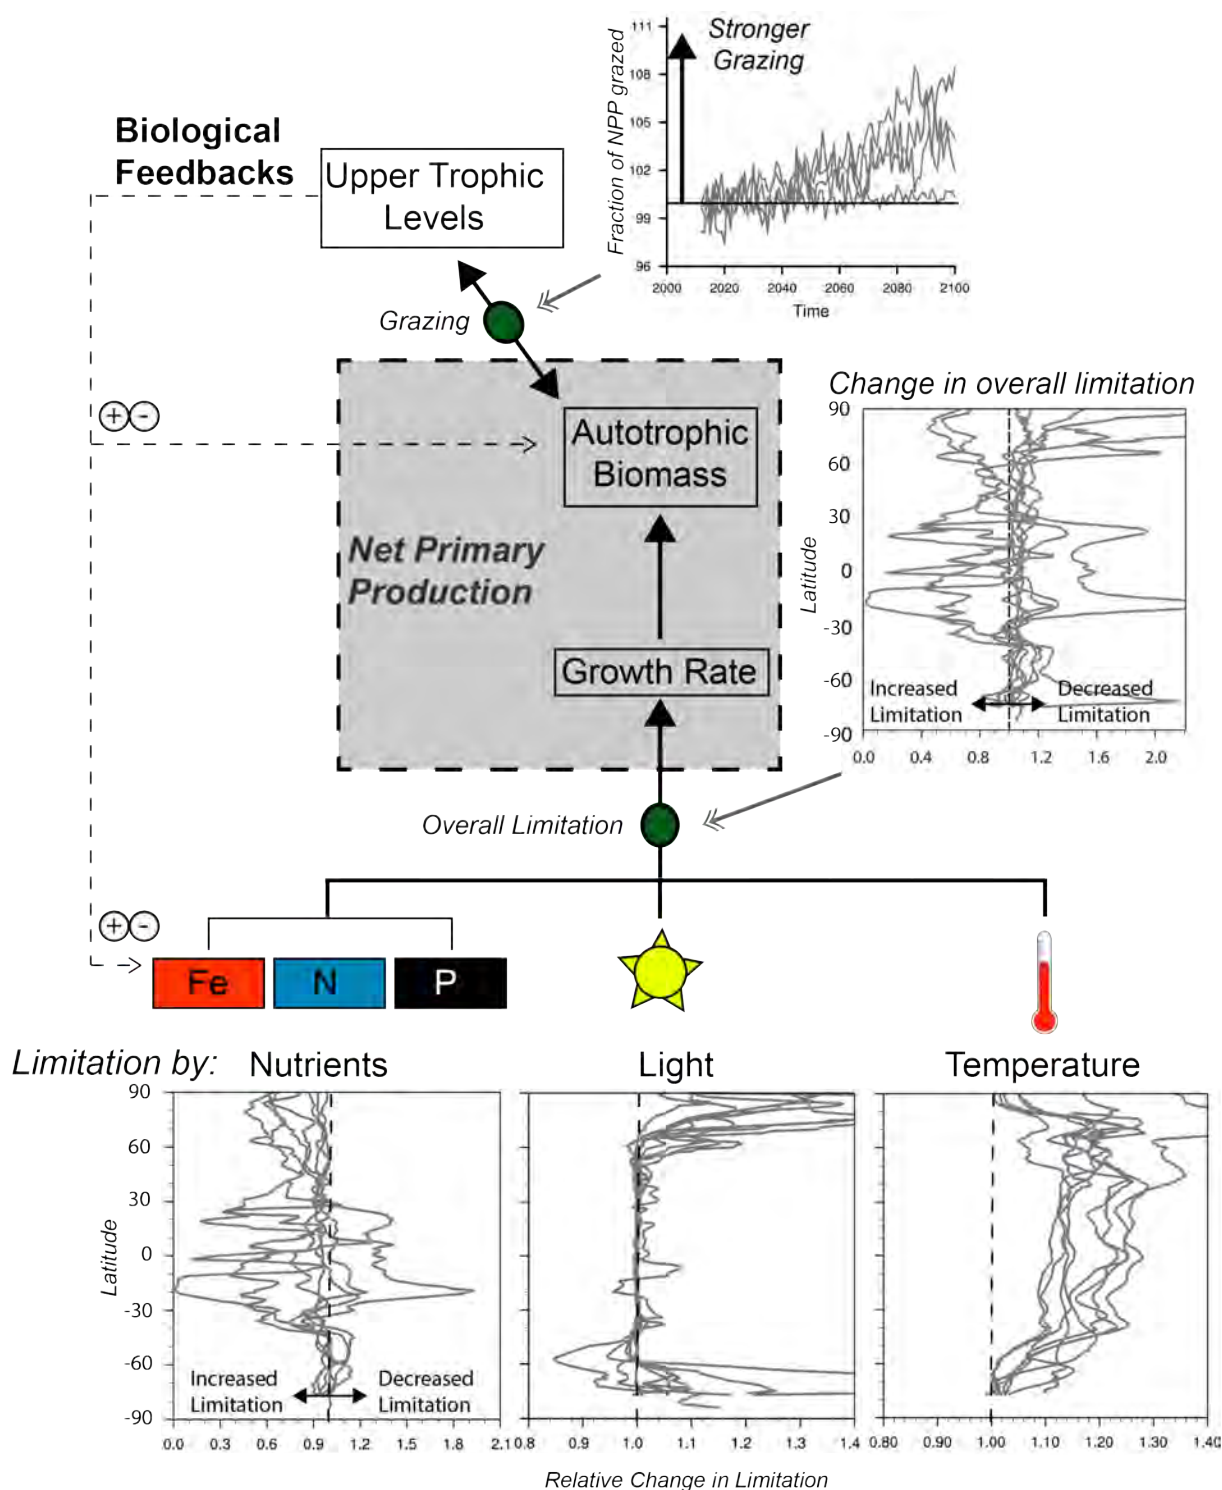 Stronger
Grazing
Fraction of NPP grazed
111
108
105
102
99
96
2000
2020
2040
2060
2080
2100
Time
Biological
Feedbacks
Upper Trophic
Levels
Grazing
+ -
Autotrophic
Biomass
Net Primary
Production
Growth Rate
Change in overall limitation
Latitude
90
60
30
0
-30
-60
-90
Increased
Limitation
Decreased
Limitation
0.0
0.4
0.8
1.2
1.6
2.0
Overall Limitation
+ -
Fe
N
P
Limitation by:
Nutrients
Light
Temperature
Latitude
90
60
30
0
-30
-60
-90
Increased
Limitation
Decreased
Limitation
0.0
0.3
0.6
0.9
1.2
1.5
1.8
2.1
0.8
0.9
1.0
1.1
1.2
1.3
1.4
0.80
0.90
1.00
1.10
1.20
1.30
1.40
Relative Change in Limitation